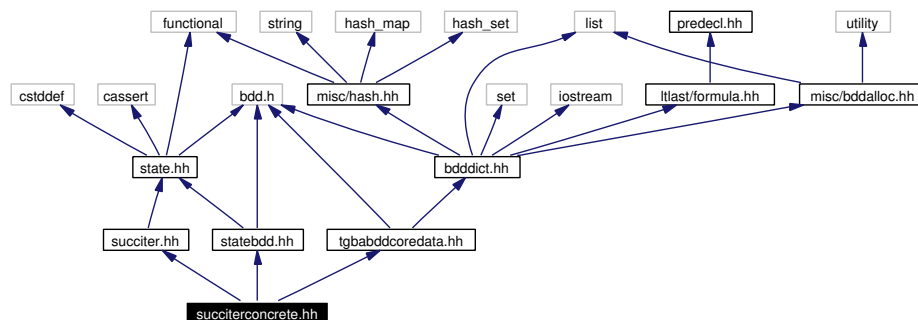 functional
string
hash_map
hash_set
list
predecl.hh
utility
cstddef
cassert
bdd.h
misc/hash.hh
set
iostream
ltlast/formula.hh
misc/bddalloc.hh
state.hh
bdddict.hh
succiter.hh
statebdd.hh
tgbabddcoredata.hh
succiterconcrete.hh